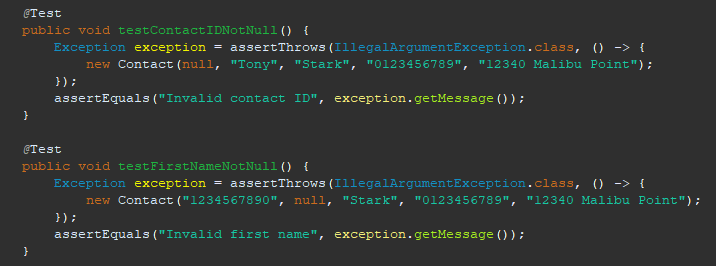 @Test
public void testContactIDNotNull() {
Exception exception = assertThrows(IllegalArgumentException.class, () -> {
new Contact(null, "Tony", "Stark", "0123456789", "12340 Malibu Point");
});
assertEquals("Invalid contact ID", exception.getMessage());
}
@Test
public void testFirstNameNotNull() {
Exception exception = assertThrows(IllegalArgumentException.class, () -> {
new Contact("1234567890", null, "Stark", "0123456789", "12340 Malibu Point");
});
assertEquals("Invalid first name", exception.getMessage());
}